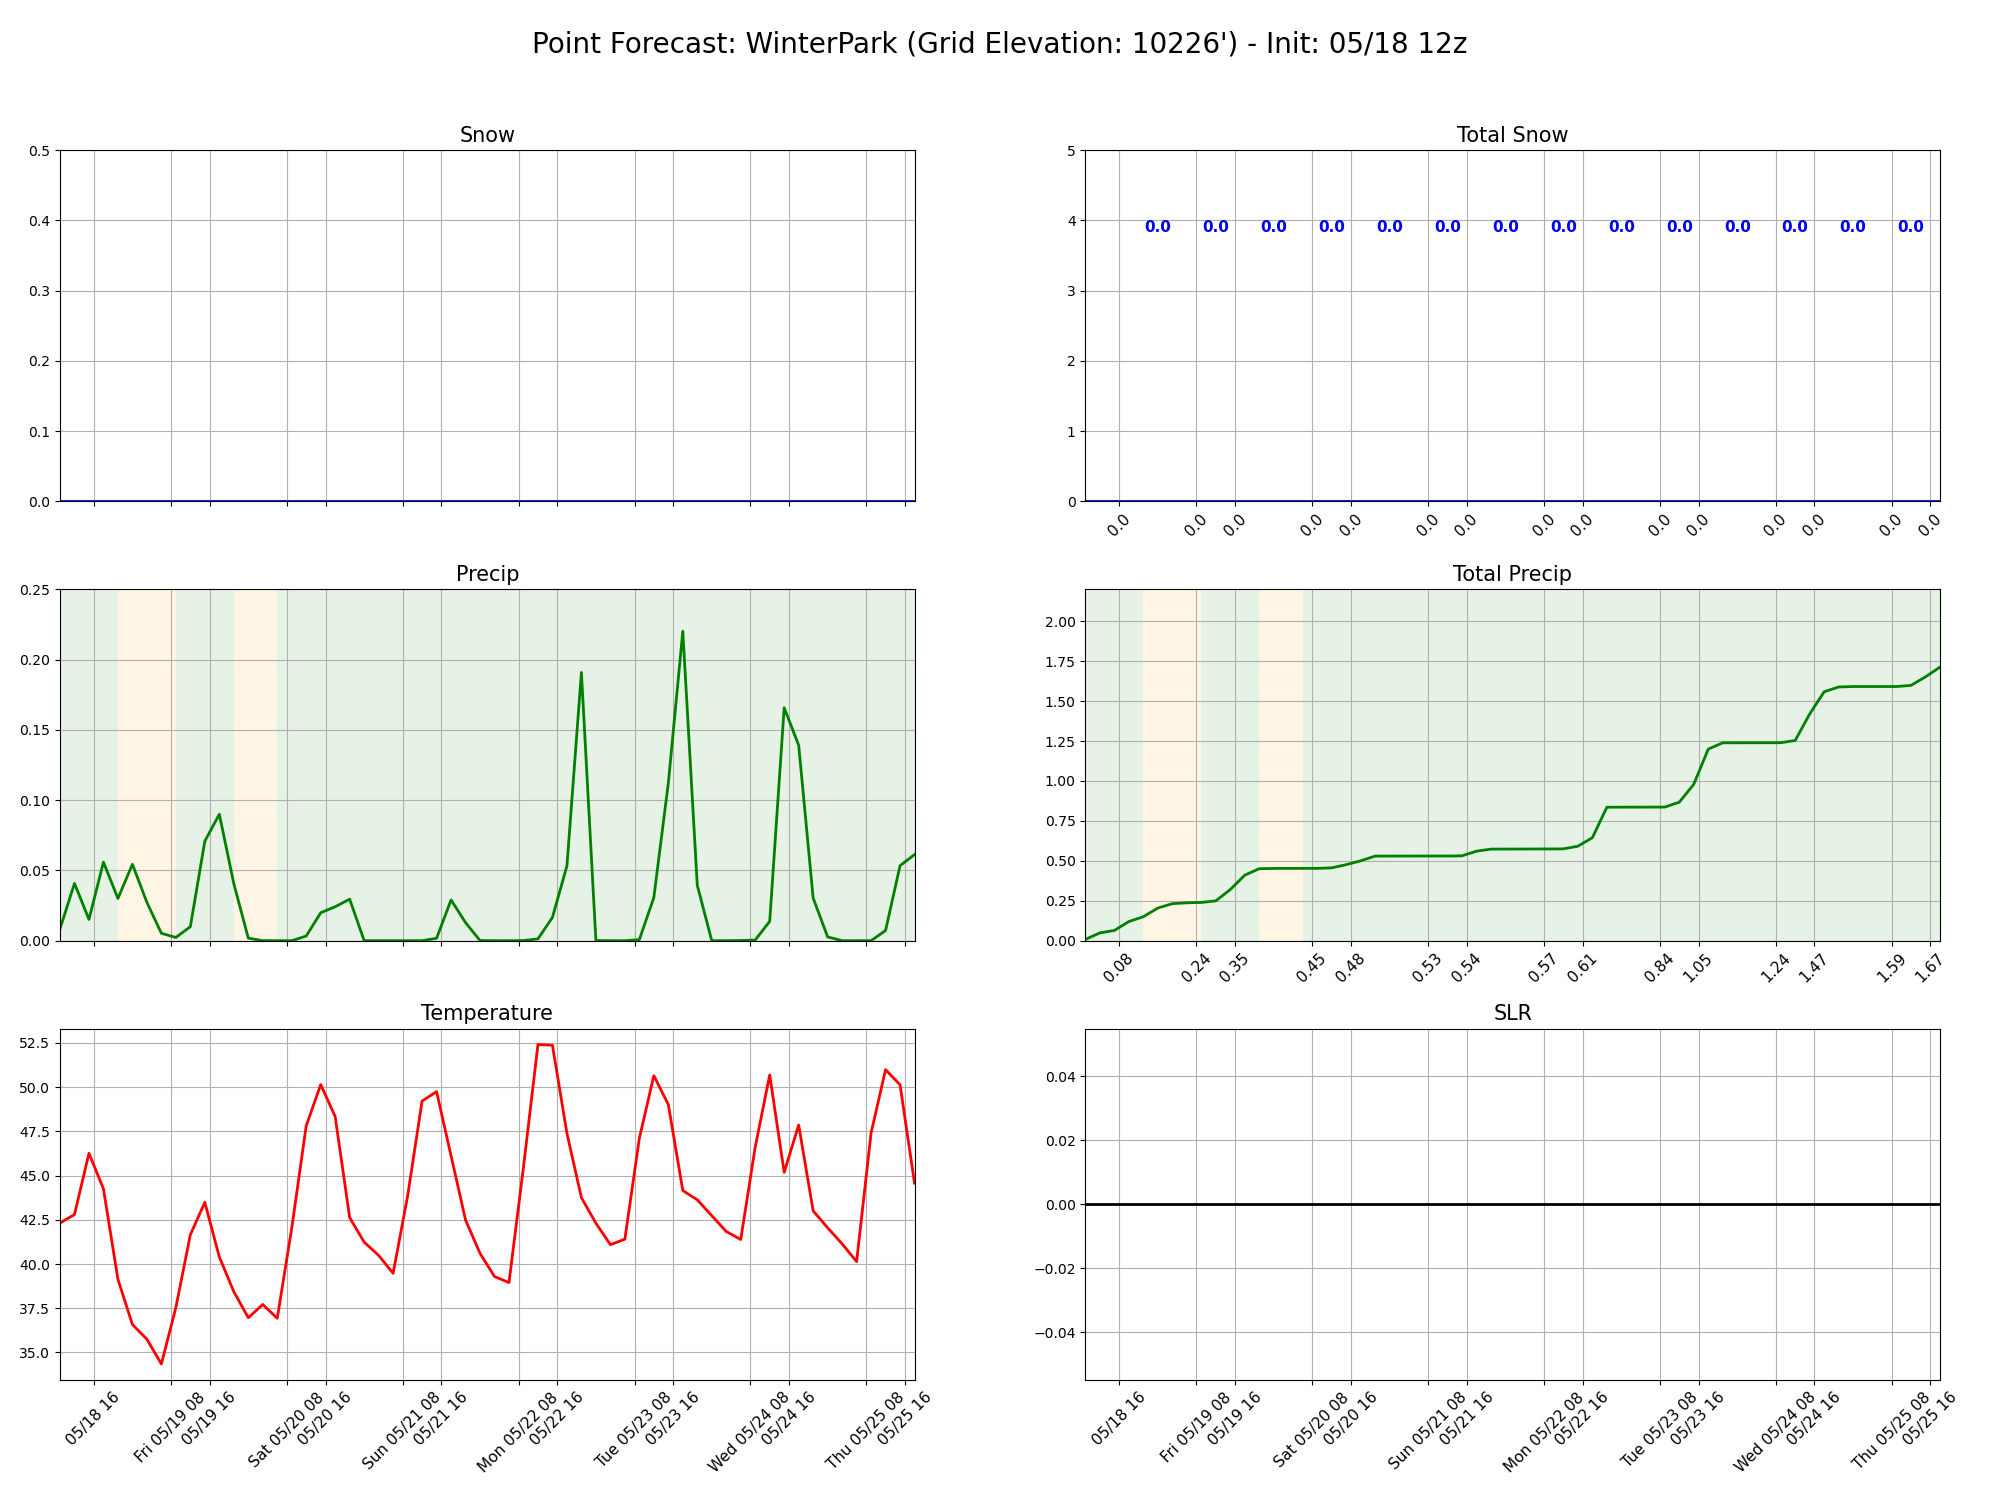 Point Forecast: WinterPark (Grid Elevation: 10226') - Init: 05/18 12z
Snow
0.5
0.4
0.3
0.2
0.1
0.0
Total Snow
5
4
3
2
1
0
0.0 0.0 0.0 0.0 0.0 0.0 0.0 0.0 0.0 0.0 0.0 0.0 0.0 0.0
0.0 0.0 0.0 0.0 0.0 0.0 0.0 0.0 0.0 0.0 0.0 0.0 0.0 0.0 0.0
Precip
0.25
0.20
0.15
0.10
0.05
0.00
Total Precip
2.00
1.75
1.50
1.25
1.00
0.75
0.50
0.25
0.00
0.08 0.24 0.35 0.45 0.48 0.53 0.54 0.57 0.61 0.84 1.05 1.24 1.47 1.59 1.67
Temperature
52.5
50.0
47.5
45.0
42.5
40.0
37.5
35.0
05/18 16
Fri 05/19 08
05/19 16
Sat 05/20 08
05/20 16
Sun 05/21 08
05/21 16
Mon 05/22 08
05/22 16
Tue 05/23 08
05/23 16
Wed 05/24 08
05/24 16
Thu 05/25 08
05/25 16
SLR
0.04
0.02
0.00
−0.02
−0.04
05/18 16
Fri 05/19 08
05/19 16
Sat 05/20 08
05/20 16
Sun 05/21 08
05/21 16
Mon 05/22 08
05/22 16
Tue 05/23 08
05/23 16
Wed 05/24 08
05/24 16
Thu 05/25 08
05/25 16